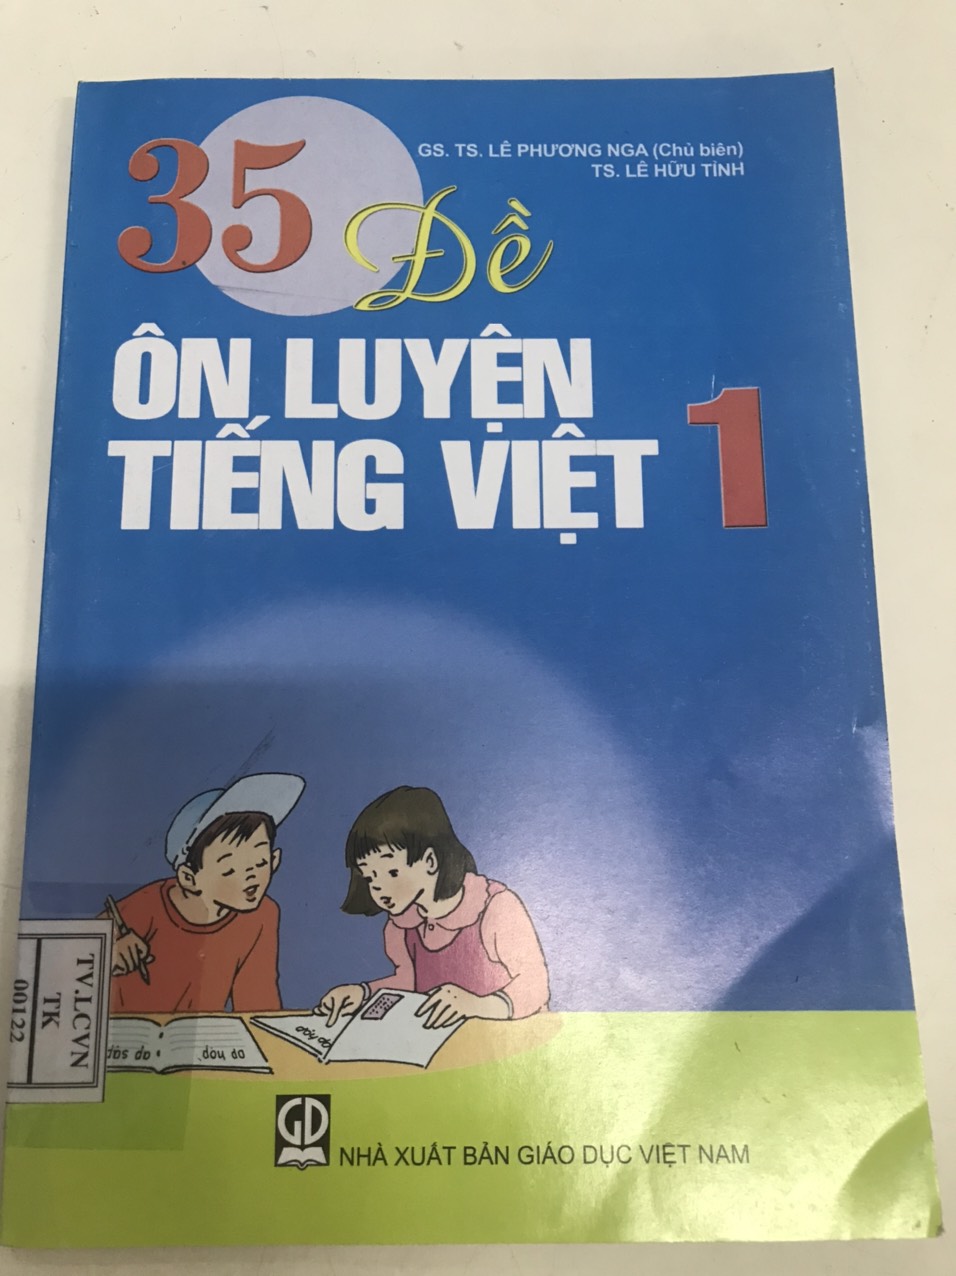 GS. TS. LÊ PHƯƠNG NGA (Chủ biên)
TS. LÊ HỮU TỈNH
35 Đề
ÔN LUYỆN
TIẾNG VIỆT 1
TV.LCVN
TK
00122
GD
NHÀ XUẤT BẢN GIÁO DỤC VIỆT NAM